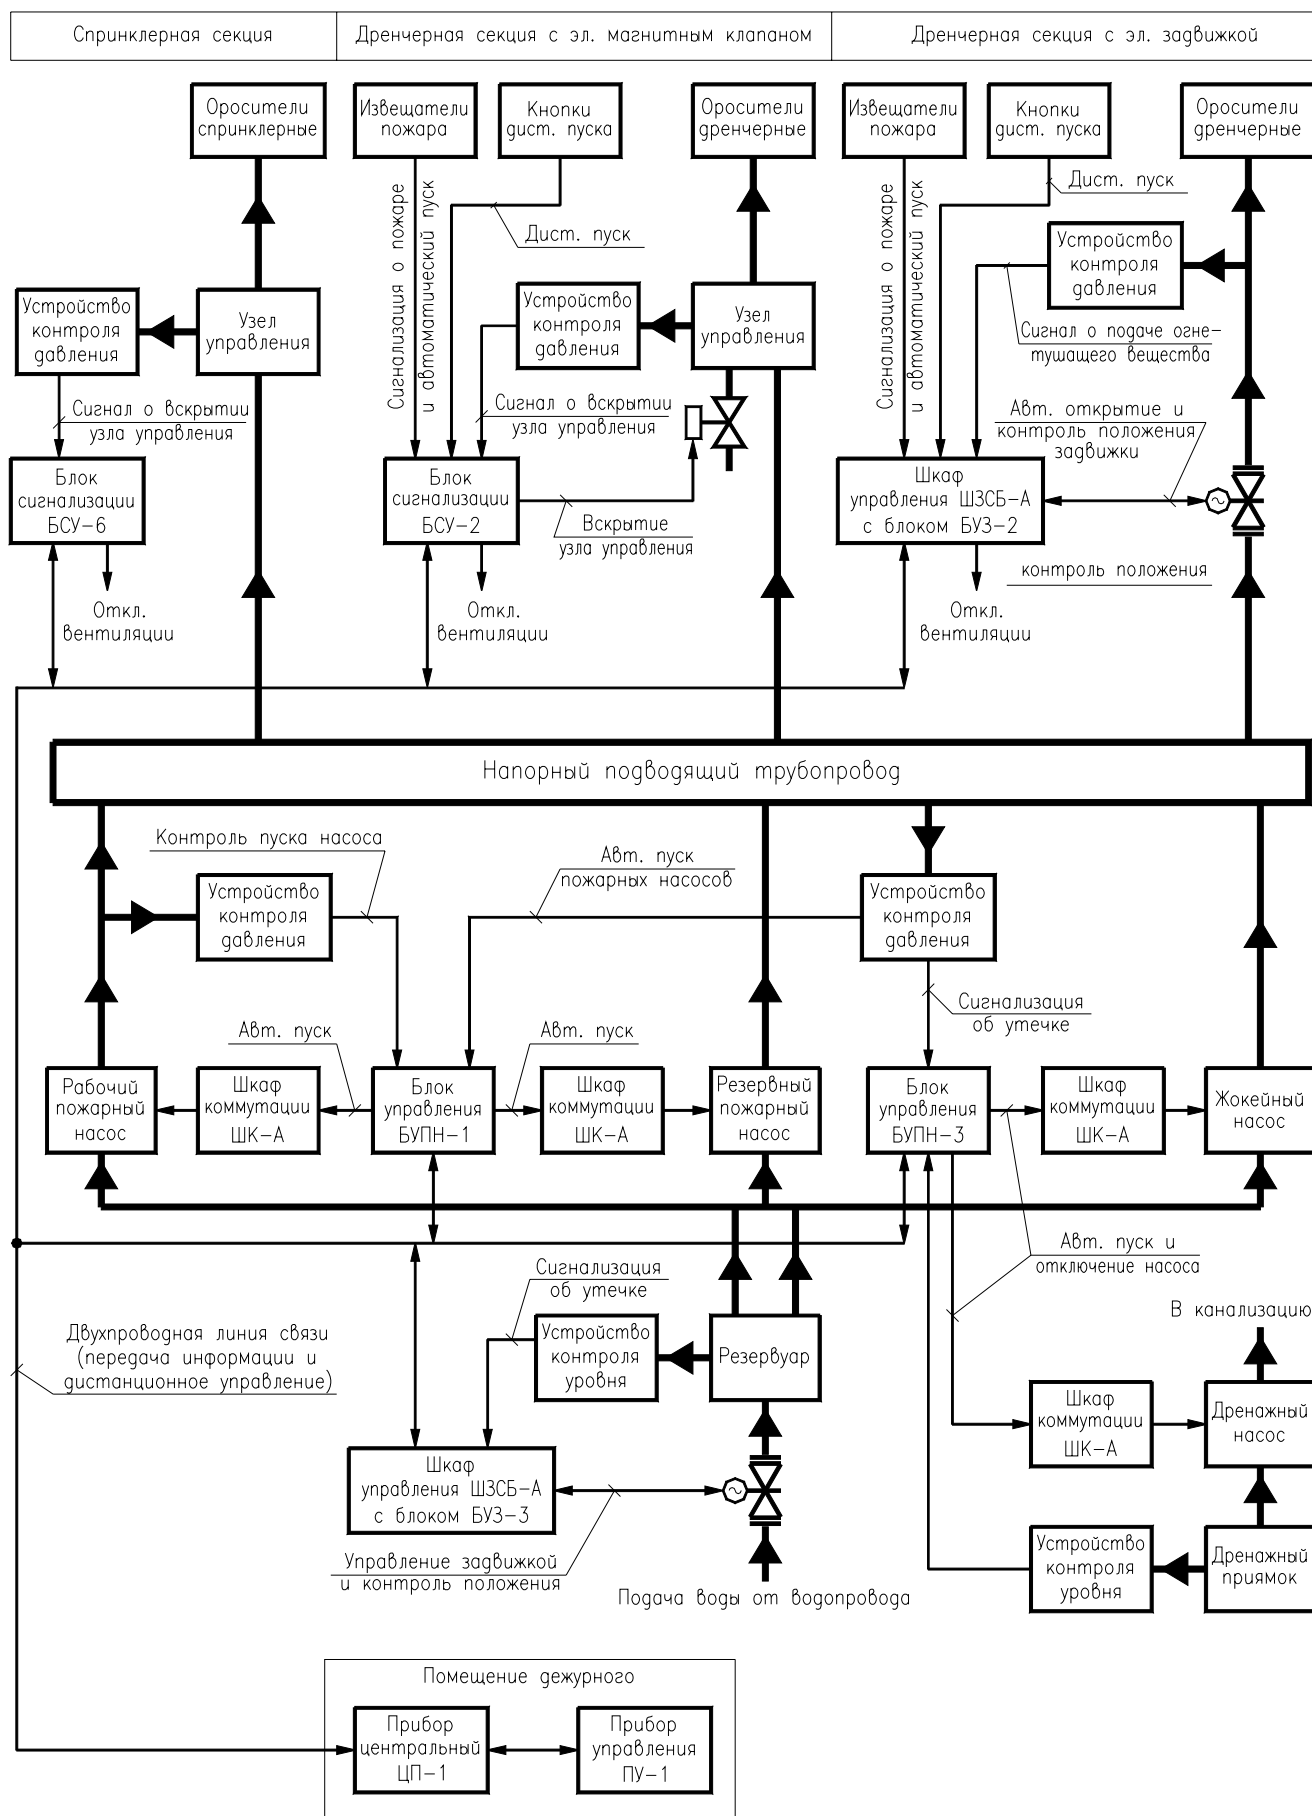 Спринклерная секция
Дренчерная секция с эл. магнитным клапаном
Дренчерная секция с эл. задвижкой
Оросители
спринклерные
Извещатели
пожара
Кнопки
дист. пуска
Оросители
дренчерные
Извещатели
пожара
Кнопки
дист. пуска
Оросители
дренчерные
Сигнализация о пожаре
и автоматический пуск
Дист. пуск
Сигнализация о пожаре
и автоматический пуск
Дист. пуск
Устройство
контроля
давления
Узел
управления
Устройство
контроля
давления
Узел
управления
Устройство
контроля
давления
Сигнал о подаче огне-
тушащего вещества
Сигнал о вскрытии
узла управления
Сигнал о вскрытии
узла управления
Авт. открытие и
контроль положения
задвижки
Блок
сигнализации
БСУ-6
Блок
сигнализации
БСУ-2
Вскрытие
узла управления
Шкаф
управления ШЗСБ-А
с блоком БУЗ-2
контроль положения
Откл.
вентиляции
Откл.
вентиляции
Откл.
вентиляции
Напорный подводящий трубопровод
Контроль пуска насоса
Авт. пуск
пожарных насосов
Устройство
контроля
давления
Устройство
контроля
давления
Сигнализация
об утечке
Авт. пуск
Авт. пуск
Рабочий
пожарный
насос
Шкаф
коммутации
ШК-А
Блок
управления
БУПН-1
Шкаф
коммутации
ШК-А
Резервный
пожарный
насос
Блок
управления
БУПН-3
Шкаф
коммутации
ШК-А
Жокейный
насос
Авт. пуск и
отключение насоса
Сигнализация
об утечке
В канализацию
Двухпроводная линия связи
(передача информации и
дистанционное управление)
Устройство
контроля
уровня
Резервуар
Шкаф
коммутации
ШК-А
Дренажный
насос
Шкаф
управления ШЗСБ-А
с блоком БУЗ-3
Управление задвижкой
и контроль положения
Подача воды от водопровода
Устройство
контроля
уровня
Дренажный
приямок
Помещение дежурного
Прибор
центральный
ЦП-1
Прибор
управления
ПУ-1